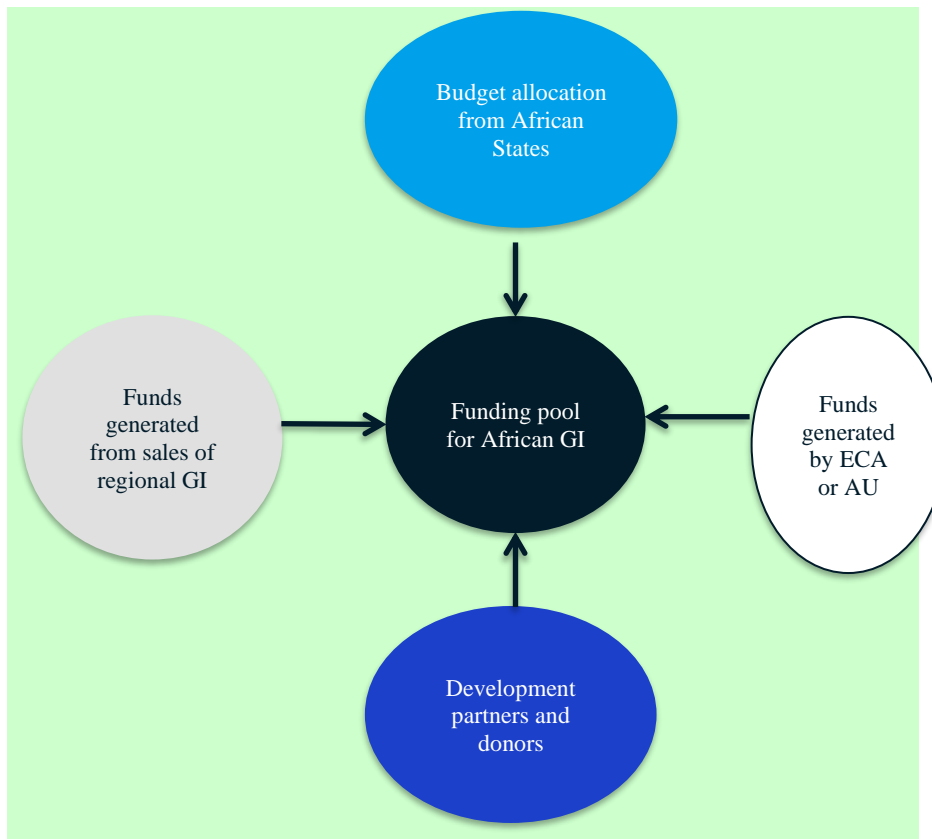 Budget allocation
from African
States
Funds
generated
from sales of
regional GI
Funding pool
for African GI
Funds
generated
by ECA
or AU
Development
partners and
donors